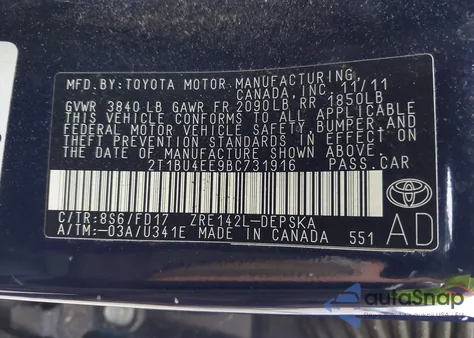 MFD.BY:TOYOTA MOTOR MANUFACTURING,
CANADA,INC. 11/11
GVWR 3840 LB GAWR FR 2090LB RR 1850LB
THIS VEHICLE CONFORMS TO ALL APPLICABLE
FEDERAL MOTOR VEHICLE SAFETY, BUMPER, AND
THEFT PREVENTION STANDARDS IN EFFECT ON
THE DATE OF MANUFACTURE SHOWN ABOVE.
2T1BU4EE9BC731916 PASS.CAR
C/TR:8S6/FD17 ZRE142L-DEPSKA
A/TM:-03A/U341E MADE IN CANADA 551
AD
autoSnap